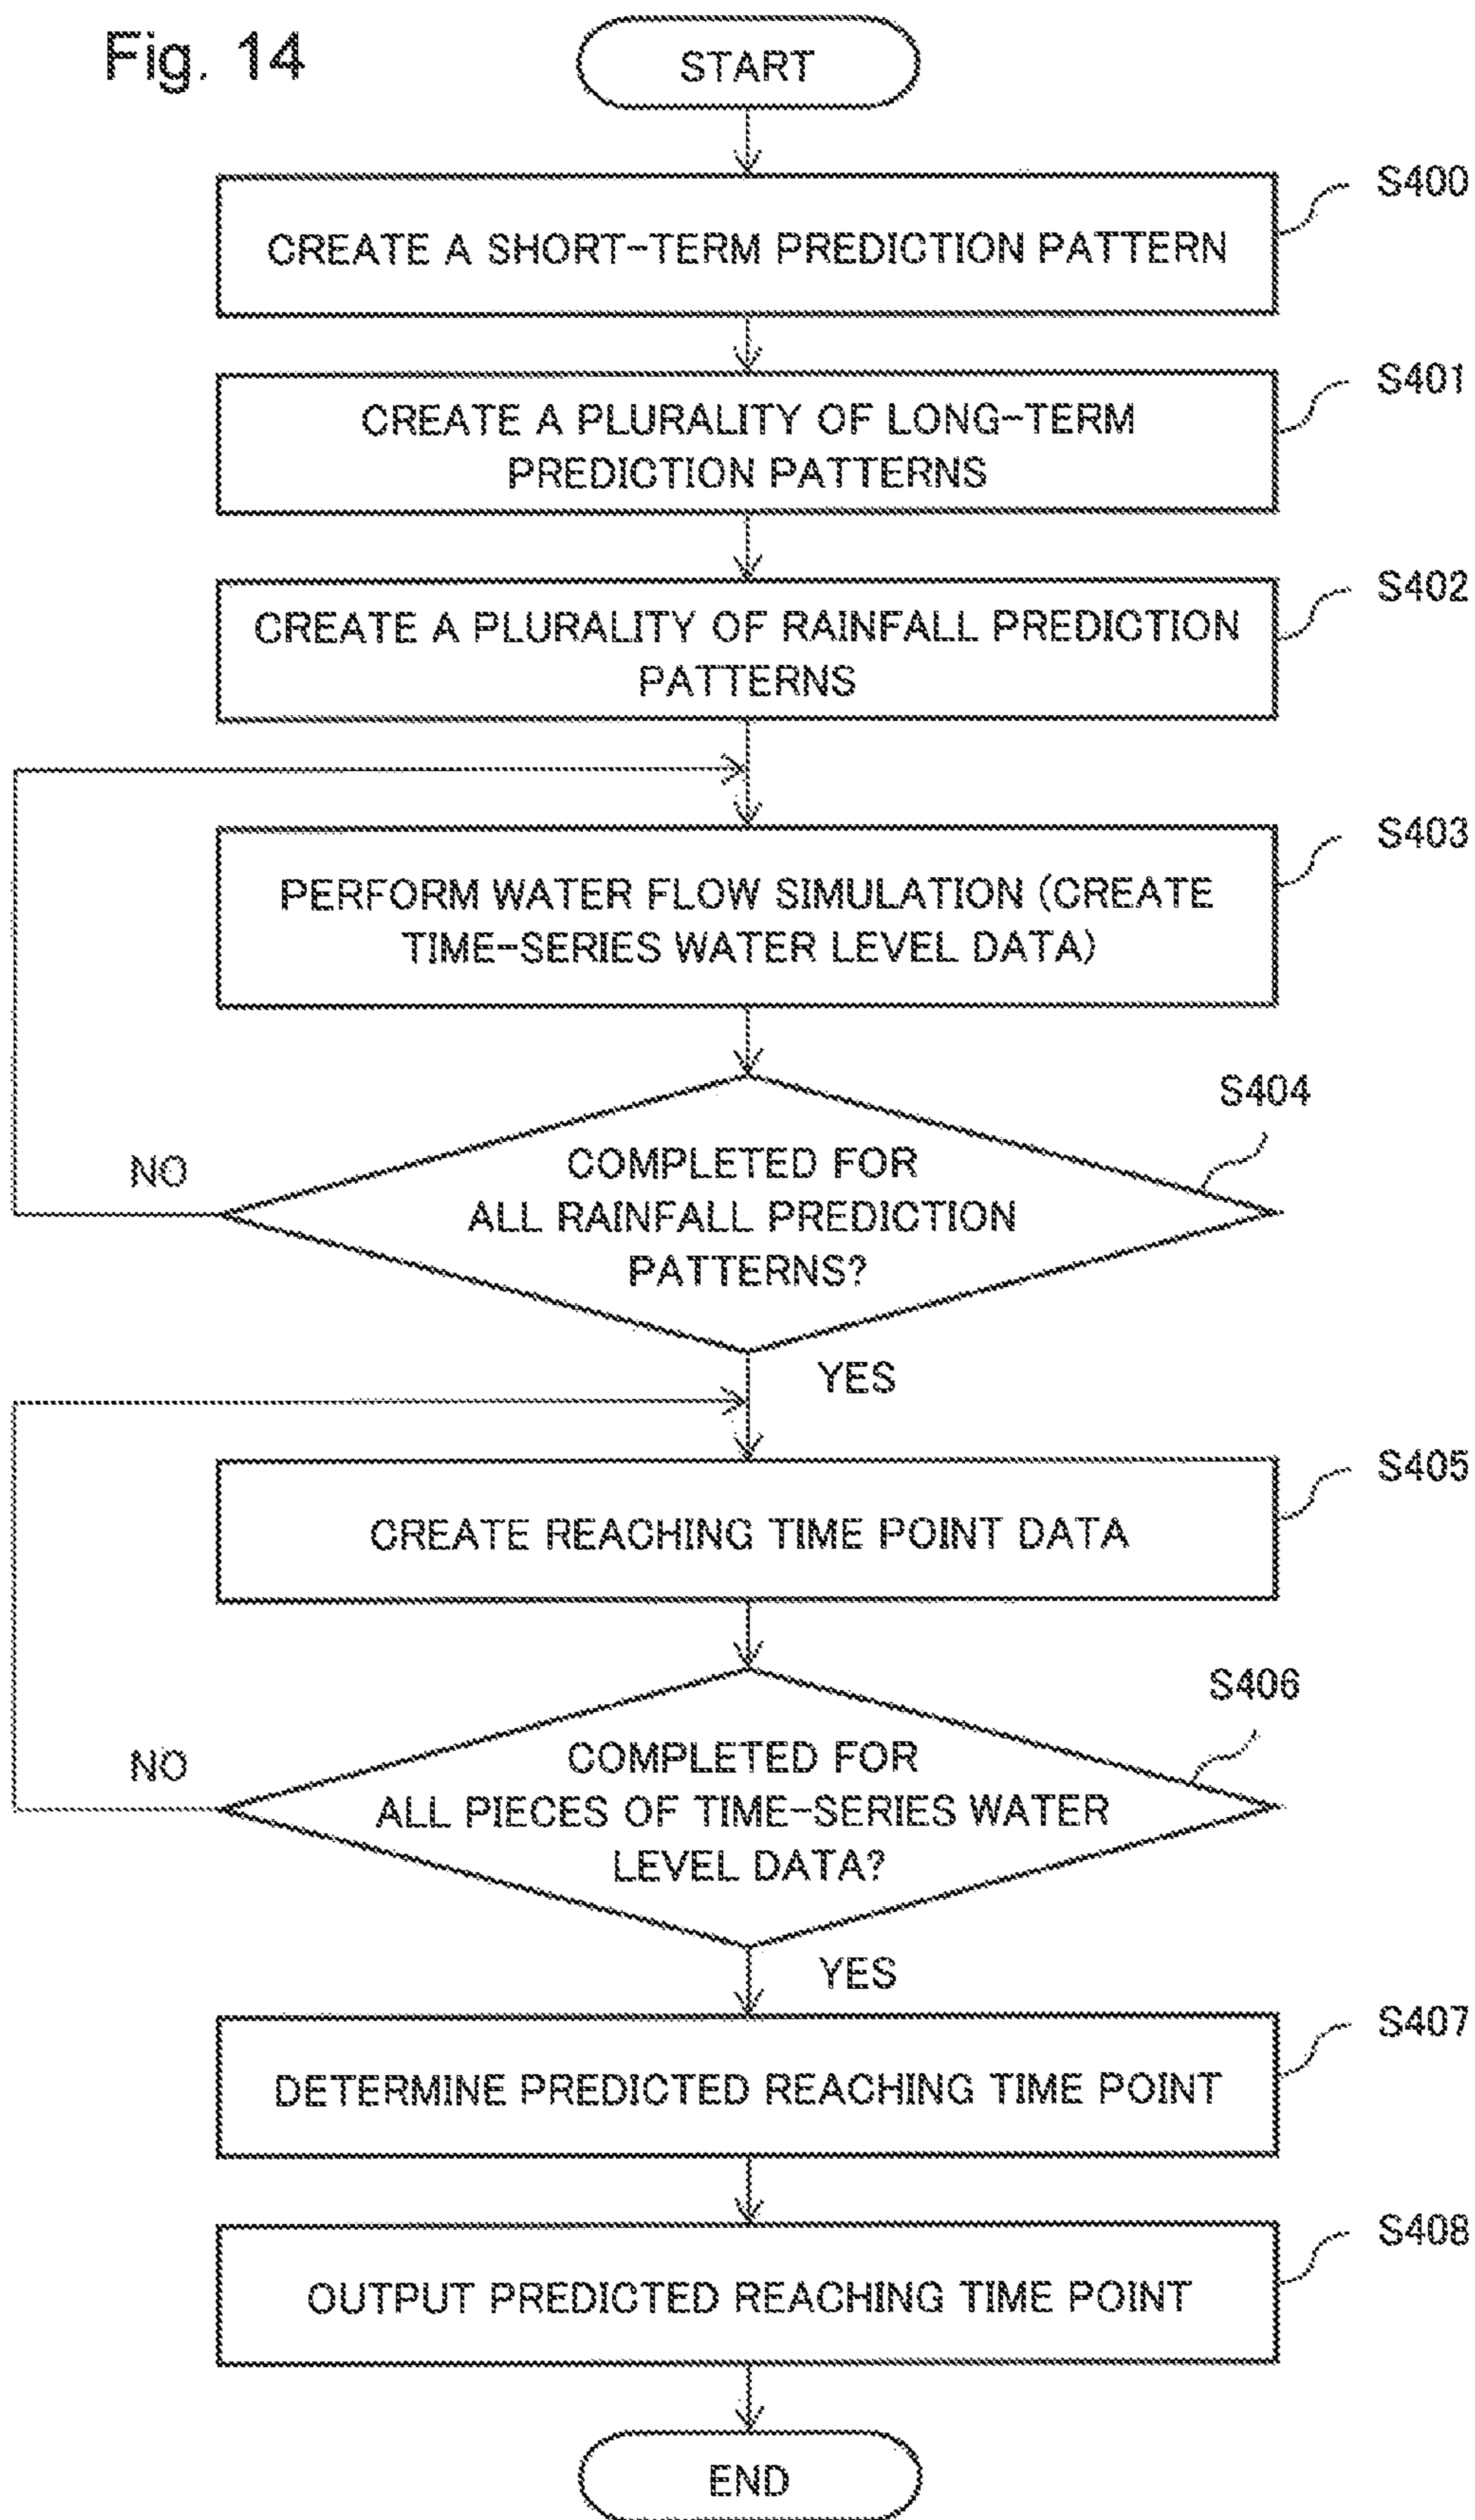 Fig. 14
START
S400
CREATE A SHORT-TERM PREDICTION PATTERN
S401
CREATE A PLURALITY OF LONG-TERM
PREDICTION PATTERNS
S402
CREATE A PLURALITY OF RAINFALL PREDICTION
PATTERNS
S403
PERFORM WATER FLOW SIMULATION (CREATE
TIME-SERIES WATER LEVEL DATA)
S404
COMPLETED FOR
ALL RAINFALL PREDICTION
PATTERNS?
NO
YES
S405
CREATE REACHING TIME POINT DATA
S406
COMPLETED FOR
ALL PIECES OF TIME-SERIES WATER
LEVEL DATA?
NO
YES
S407
DETERMINE PREDICTED REACHING TIME POINT
S408
OUTPUT PREDICTED REACHING TIME POINT
END